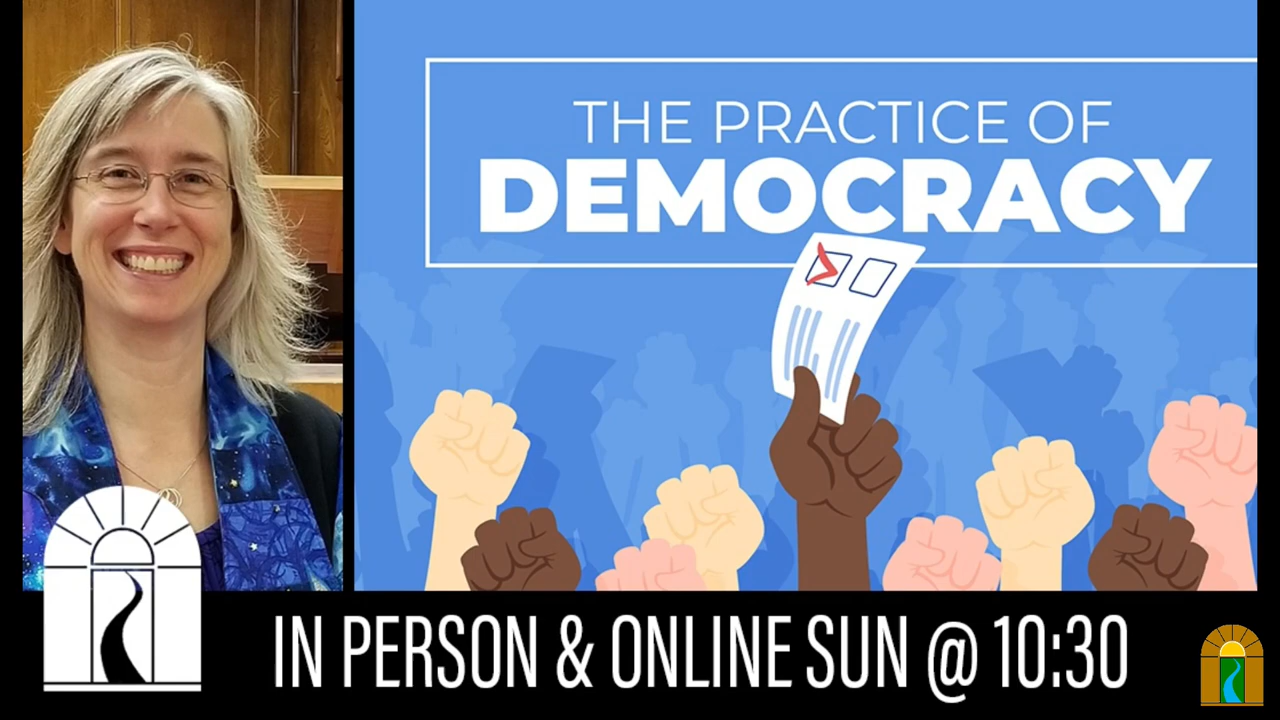 THE PRACTICE OF
DEMOCRACY
IN PERSON & ONLINE SUN @ 10:30